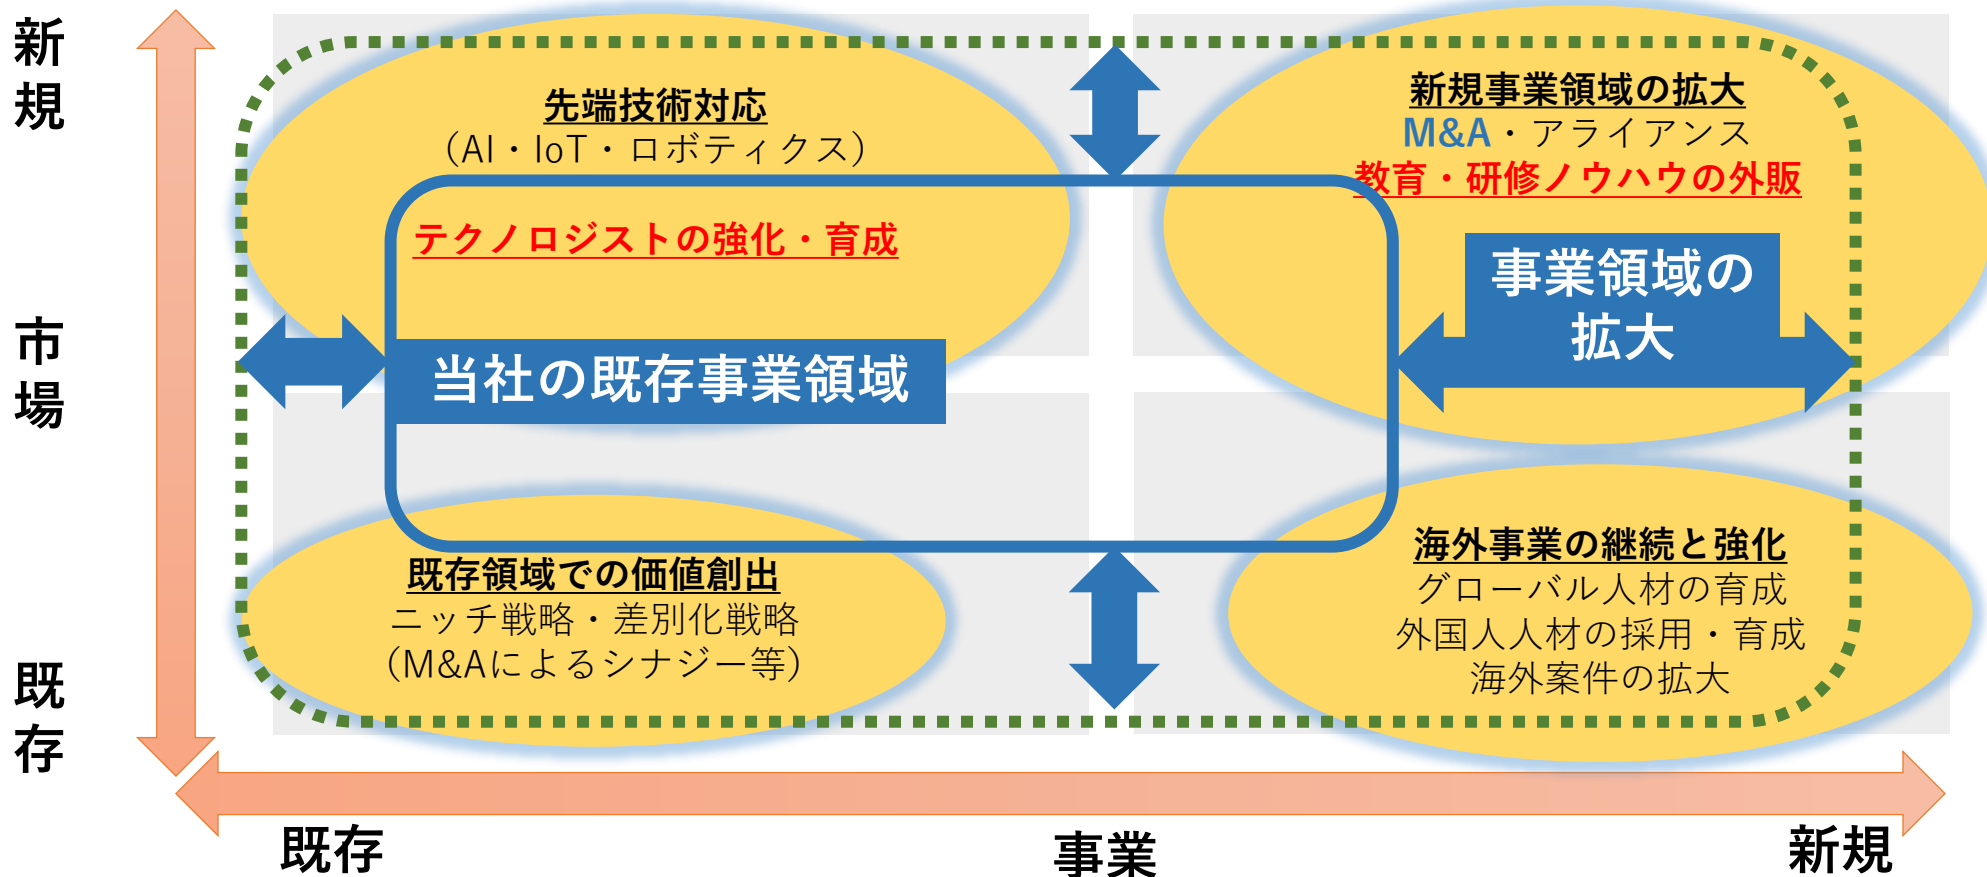 新規
市場
既存
先端技術対応
（AI・IoT・ロボティクス）
テクノロジストの強化・育成
新規事業領域の拡大
M&A・アライアンス
教育・研修ノウハウの外販
事業領域の
拡大
当社の既存事業領域
既存領域での価値創出
ニッチ戦略・差別化戦略
（M&Aによるシナジー等）
海外事業の継続と強化
グローバル人材の育成
外国人人材の採用・育成
海外案件の拡大
既存
事業
新規